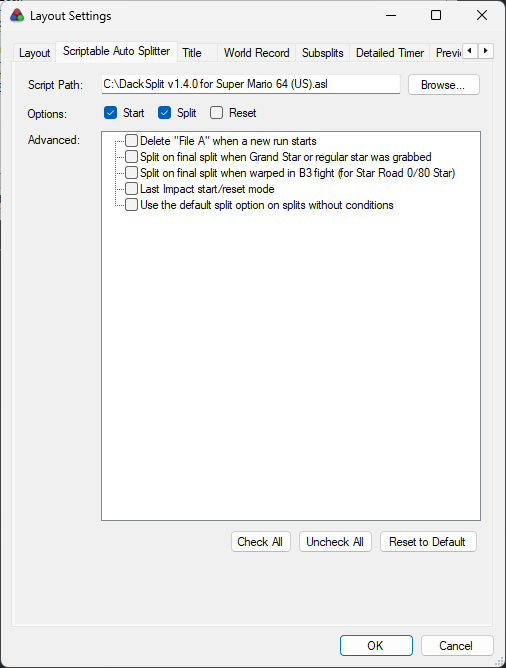 Layout Settings
Layout Scriptable Auto Splitter Title World Record Subsplits Detailed Timer
Script Path: C:\DackSplit v1.4.0 for Super Mario 64 (US).asl Browse...
Options: Start Split Reset
Advanced: Delete "File A" when a new run starts
Split on final split when Grand Star or regular star was grabbed
Split on final split when warped in B3 fight (for Star Road 0/80 Star)
Last Impact start/reset mode
Use the default split option on splits without conditions
Check All Uncheck All Reset to Default
OK Cancel